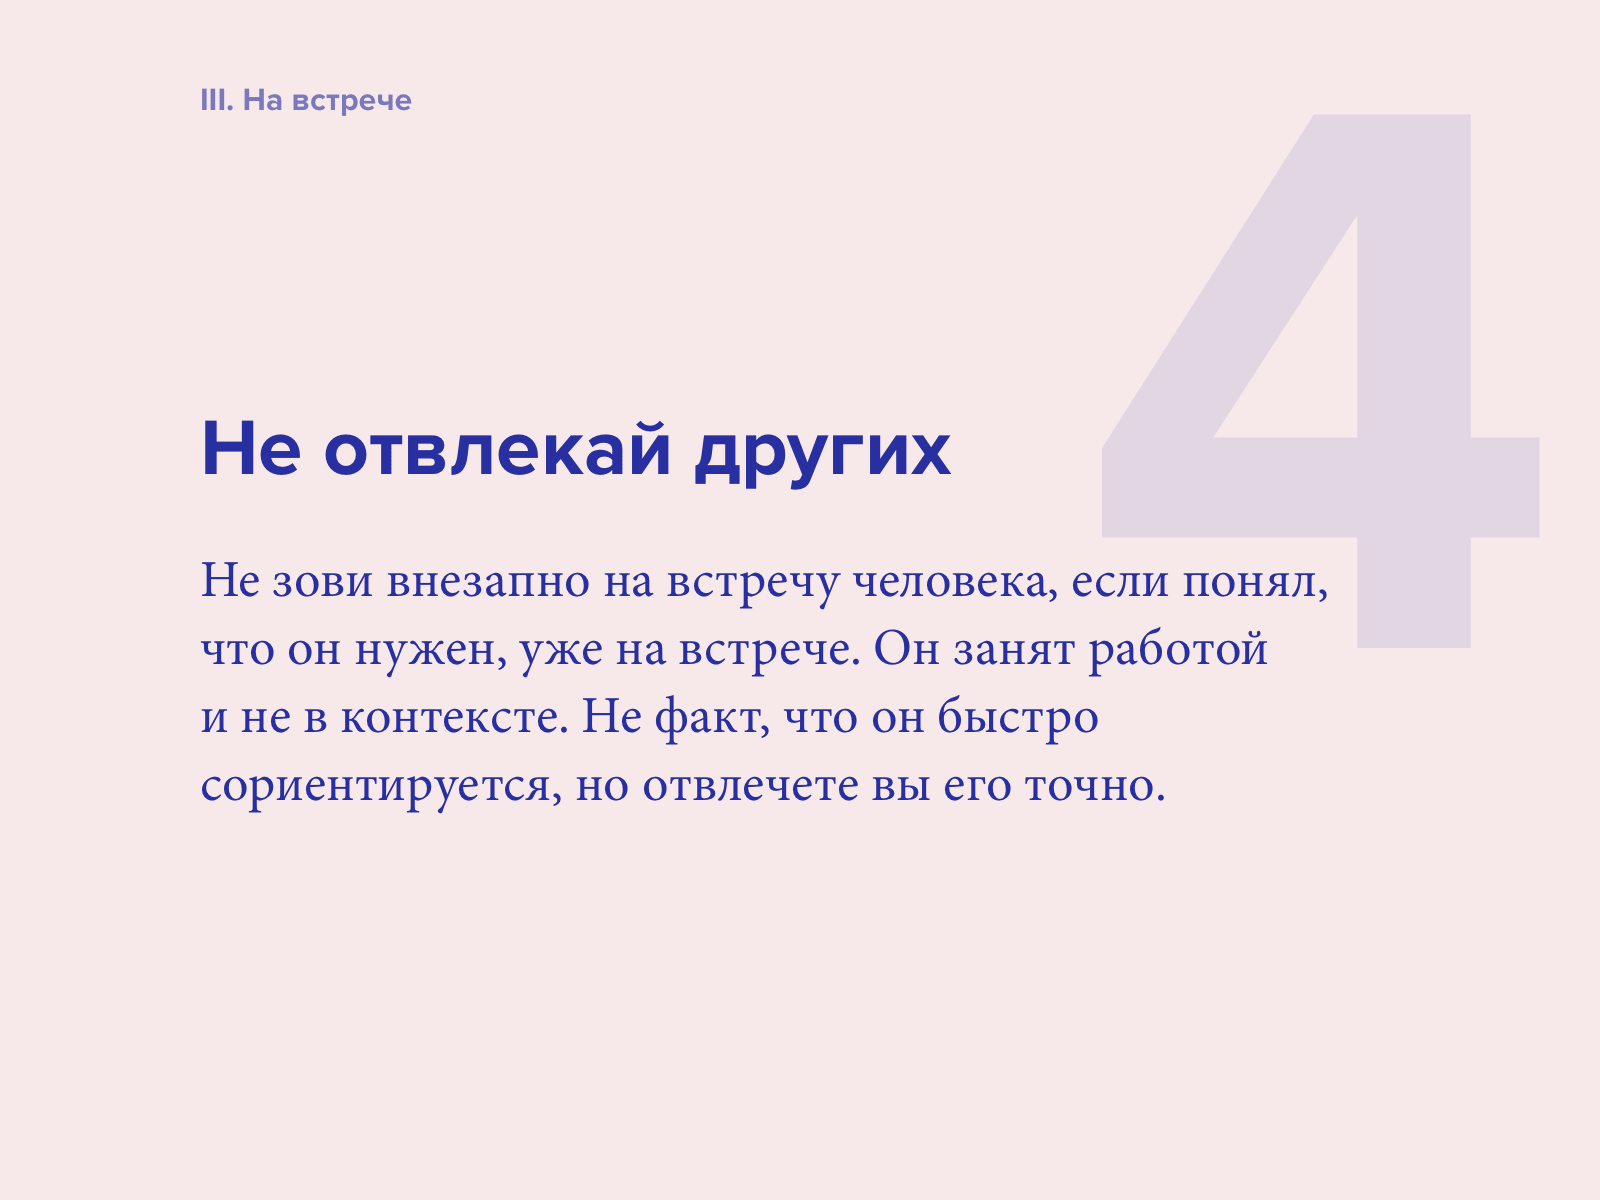 III. На встрече
4
Не отвлекай других
Не зови внезапно на встречу человека, если понял,
что он нужен, уже на встрече. Он занят работой
и не в контексте. Не факт, что он быстро
сориентируется, но отвлечете вы его точно.